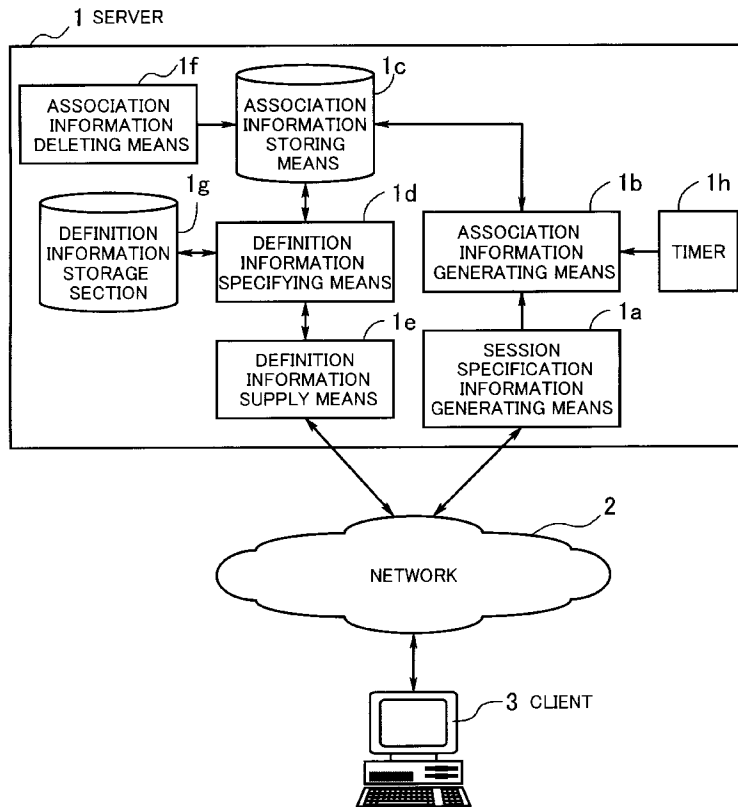 1 SERVER
1f
ASSOCIATION
INFORMATION
DELETING MEANS
1c
ASSOCIATION
INFORMATION
STORING
MEANS
1g
DEFINITION
INFORMATION
STORAGE
SECTION
1d
DEFINITION
INFORMATION
SPECIFYING MEANS
1b
ASSOCIATION
INFORMATION
GENERATING MEANS
1h
TIMER
1e
DEFINITION
INFORMATION
SUPPLY MEANS
1a
SESSION
SPECIFICATION
INFORMATION
GENERATING MEANS
2
NETWORK
3 CLIENT